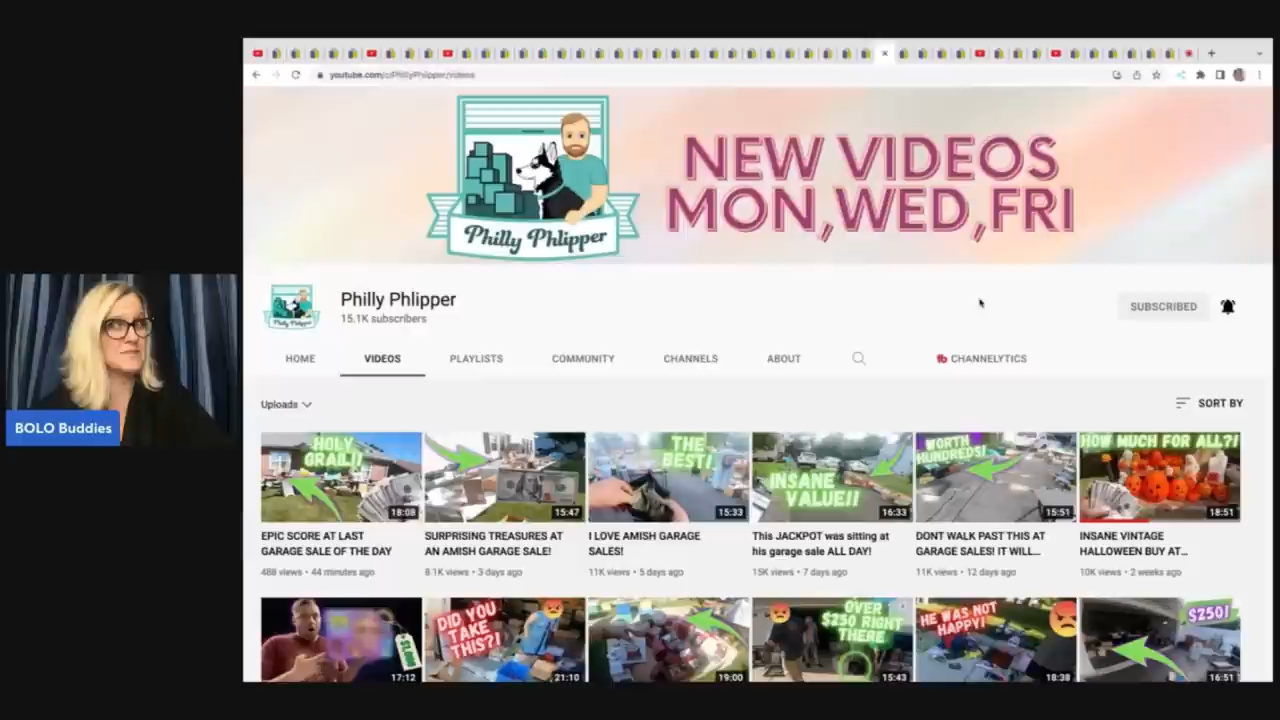 youtube.com/c/PhillyPhlipper/videos
NEW VIDEOS
MON,WED,FRI
Philly Phlipper
Philly Phlipper
15.1K subscribers
SUBSCRIBED
HOME
VIDEOS
PLAYLISTS
COMMUNITY
CHANNELS
ABOUT
CHANNELYTICS
Uploads
SORT BY
HOLY
GRAIL!!
18:08
15:47
THE
BEST!
15:33
INSANE
VALUE!!
16:33
WORTH
HUNDREDS!
15:51
HOW MUCH FOR ALL?!
18:51
EPIC SCORE AT LAST
GARAGE SALE OF THE DAY
488 views • 44 minutes ago
SURPRISING TREASURES AT
AN AMISH GARAGE SALE!
8.1K views • 3 days ago
I LOVE AMISH GARAGE
SALES!
11K views • 5 days ago
This JACKPOT was sitting at
his garage sale ALL DAY!
15K views • 7 days ago
DONT WALK PAST THIS AT
GARAGE SALES! IT WILL...
11K views • 12 days ago
INSANE VINTAGE
HALLOWEEN BUY AT...
10K views • 2 weeks ago
BOLO Buddies
17:12
DID YOU
TAKE
THIS?!
21:10
19:00
OVER
$250 RIGHT
THERE
15:43
HE WAS NOT
HAPPY!
18:38
$250!
16:51